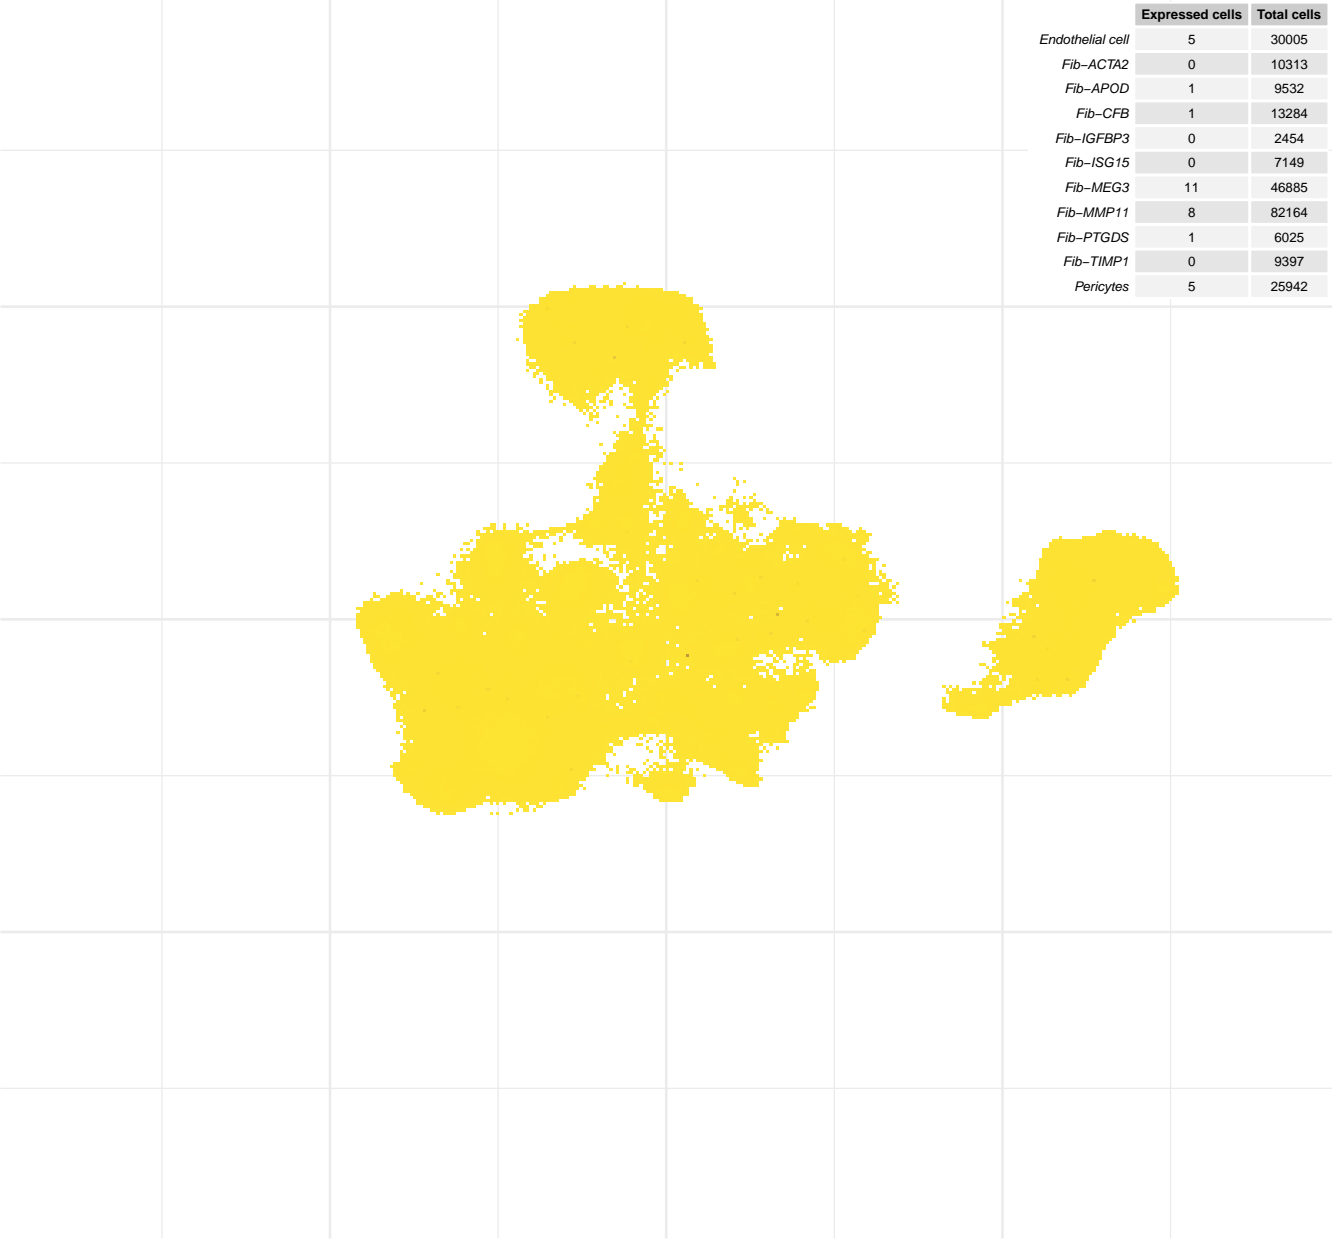 Expressed cells Total cells
Endothelial cell 5 30005
Fib−ACTA2 0 10313
Fib−APOD 1 9532
Fib−CFB 1 13284
Fib−IGFBP3 0 2454
Fib−ISG15 0 7149
Fib−MEG3 11 46885
Fib−MMP11 8 82164
Fib−PTGDS 1 6025
Fib−TIMP1 0 9397
Pericytes 5 25942